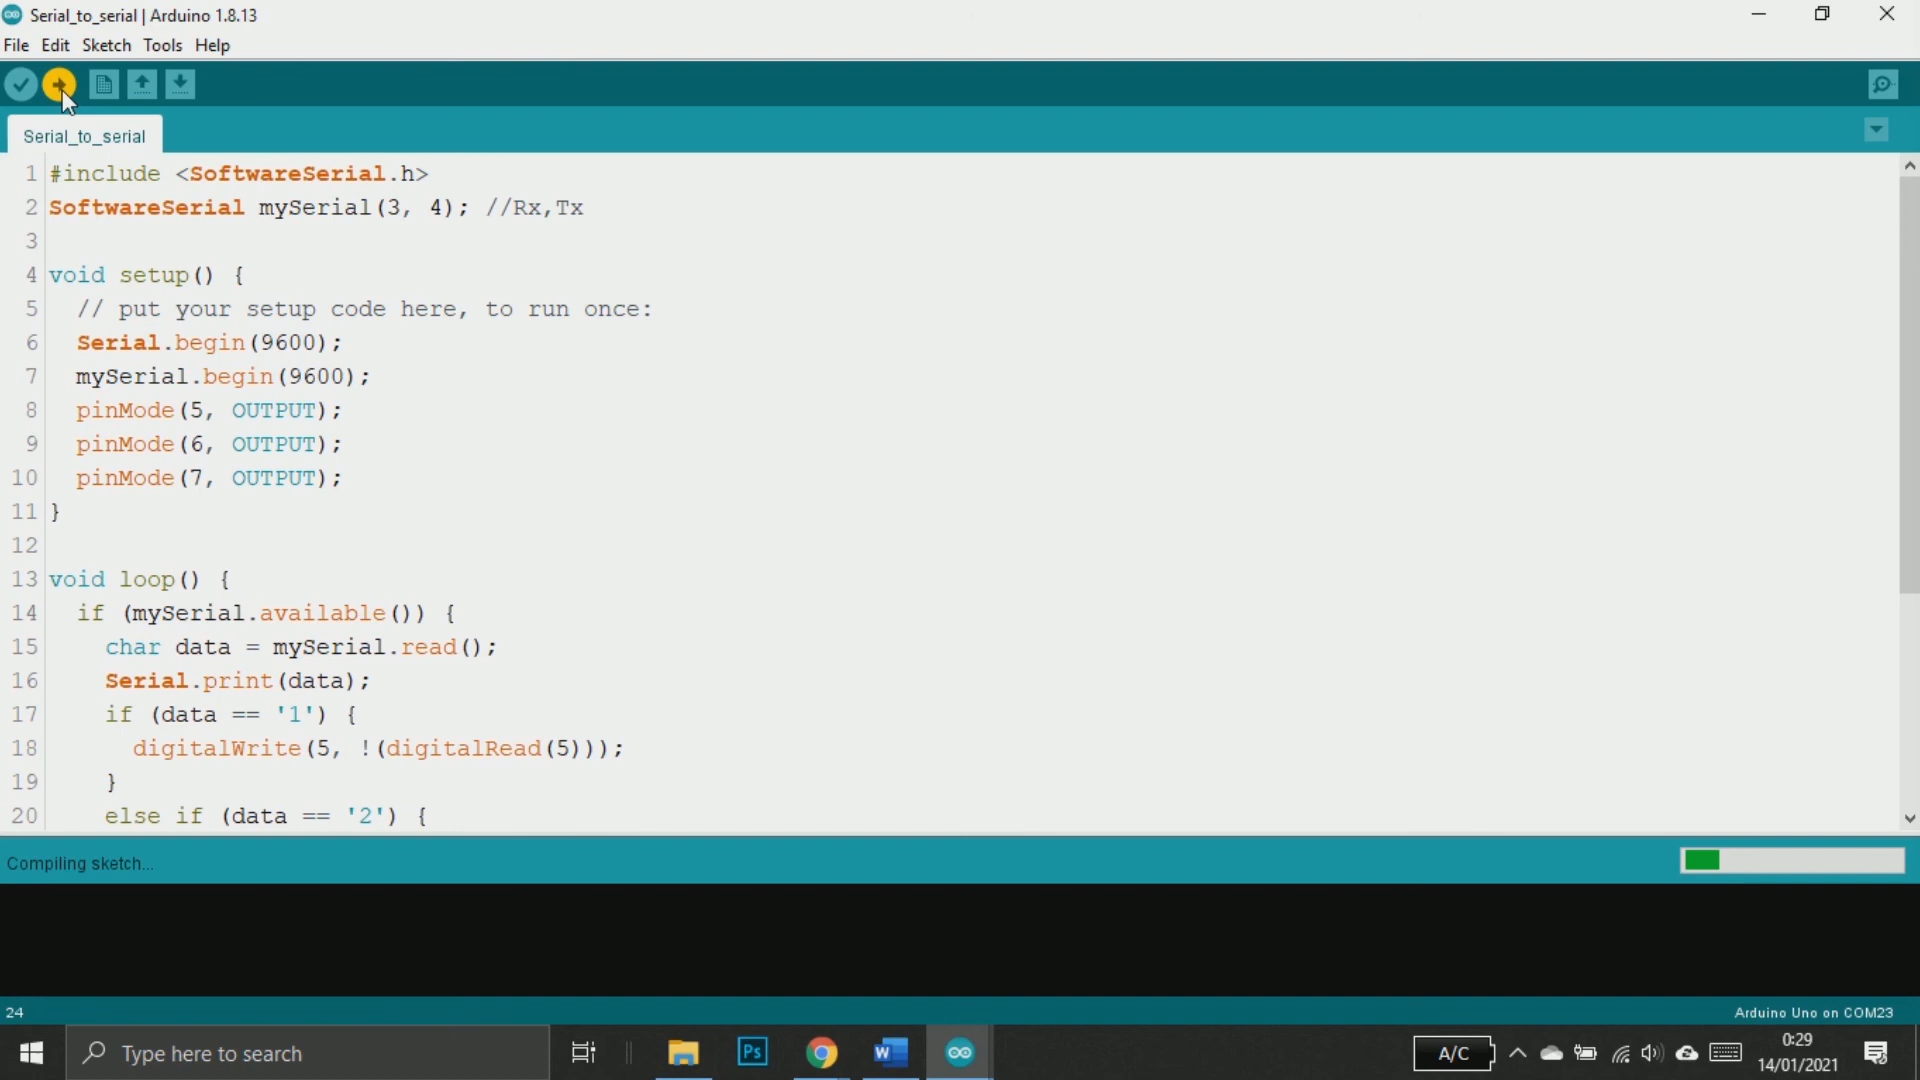 Serial_to_serial | Arduino 1.8.13
File Edit Sketch Tools Help
Serial_to_serial
1 #include <SoftwareSerial.h>
2 SoftwareSerial mySerial(3, 4); //Rx,Tx
3
4 void setup() {
5 // put your setup code here, to run once:
6 Serial.begin(9600);
7 mySerial.begin(9600);
8 pinMode(5, OUTPUT);
9 pinMode(6, OUTPUT);
10 pinMode(7, OUTPUT);
11 }
12
13 void loop() {
14 if (mySerial.available()) {
15 char data = mySerial.read();
16 Serial.print(data);
17 if (data == '1') {
18 digitalWrite(5, !(digitalRead(5)));
19 }
20 else if (data == '2') {
Compiling sketch...
24
Arduino Uno on COM23
Type here to search
Ps
W
A/C
0:29
14/01/2021